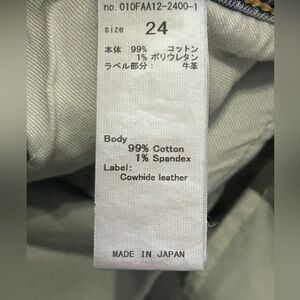 no. 010FAA12-2400-1
size 24
本体 99% コットン
1% ポリウレタン
ラベル部分: 牛革
Body
99% Cotton
1% Spandex
Label:
Cowhide leather
MADE IN JAPAN